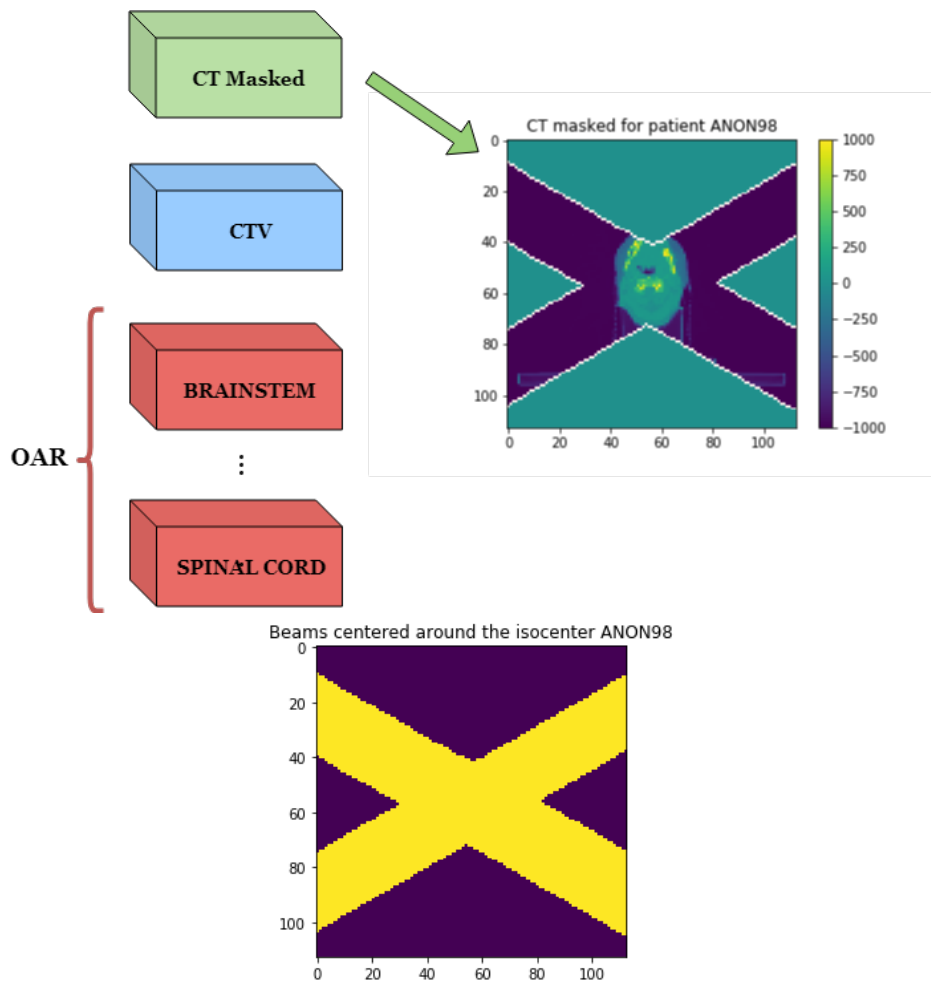 CT Masked
CTV
BRAINSTEM
OAR
⋮
SPINAL CORD
CT masked for patient ANON98
0
20
40
60
80
100
0 20 40 60 80 100
1000
750
500
250
0
−250
−500
−750
−1000
Beams centered around the isocenter ANON98
0
20
40
60
80
100
0 20 40 60 80 100